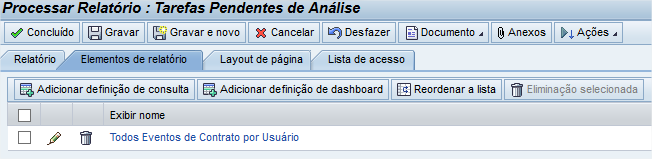 Processar Relatório : Tarefas Pendentes de Análise
Concluído Gravar Gravar e novo Cancelar Desfazer Documento Anexos Ações
Relatório Elementos de relatório Layout de página Lista de acesso
Adicionar definição de consulta Adicionar definição de dashboard Reordenar a lista Eliminação selecionada
Exibir nome
Todos Eventos de Contrato por Usuário